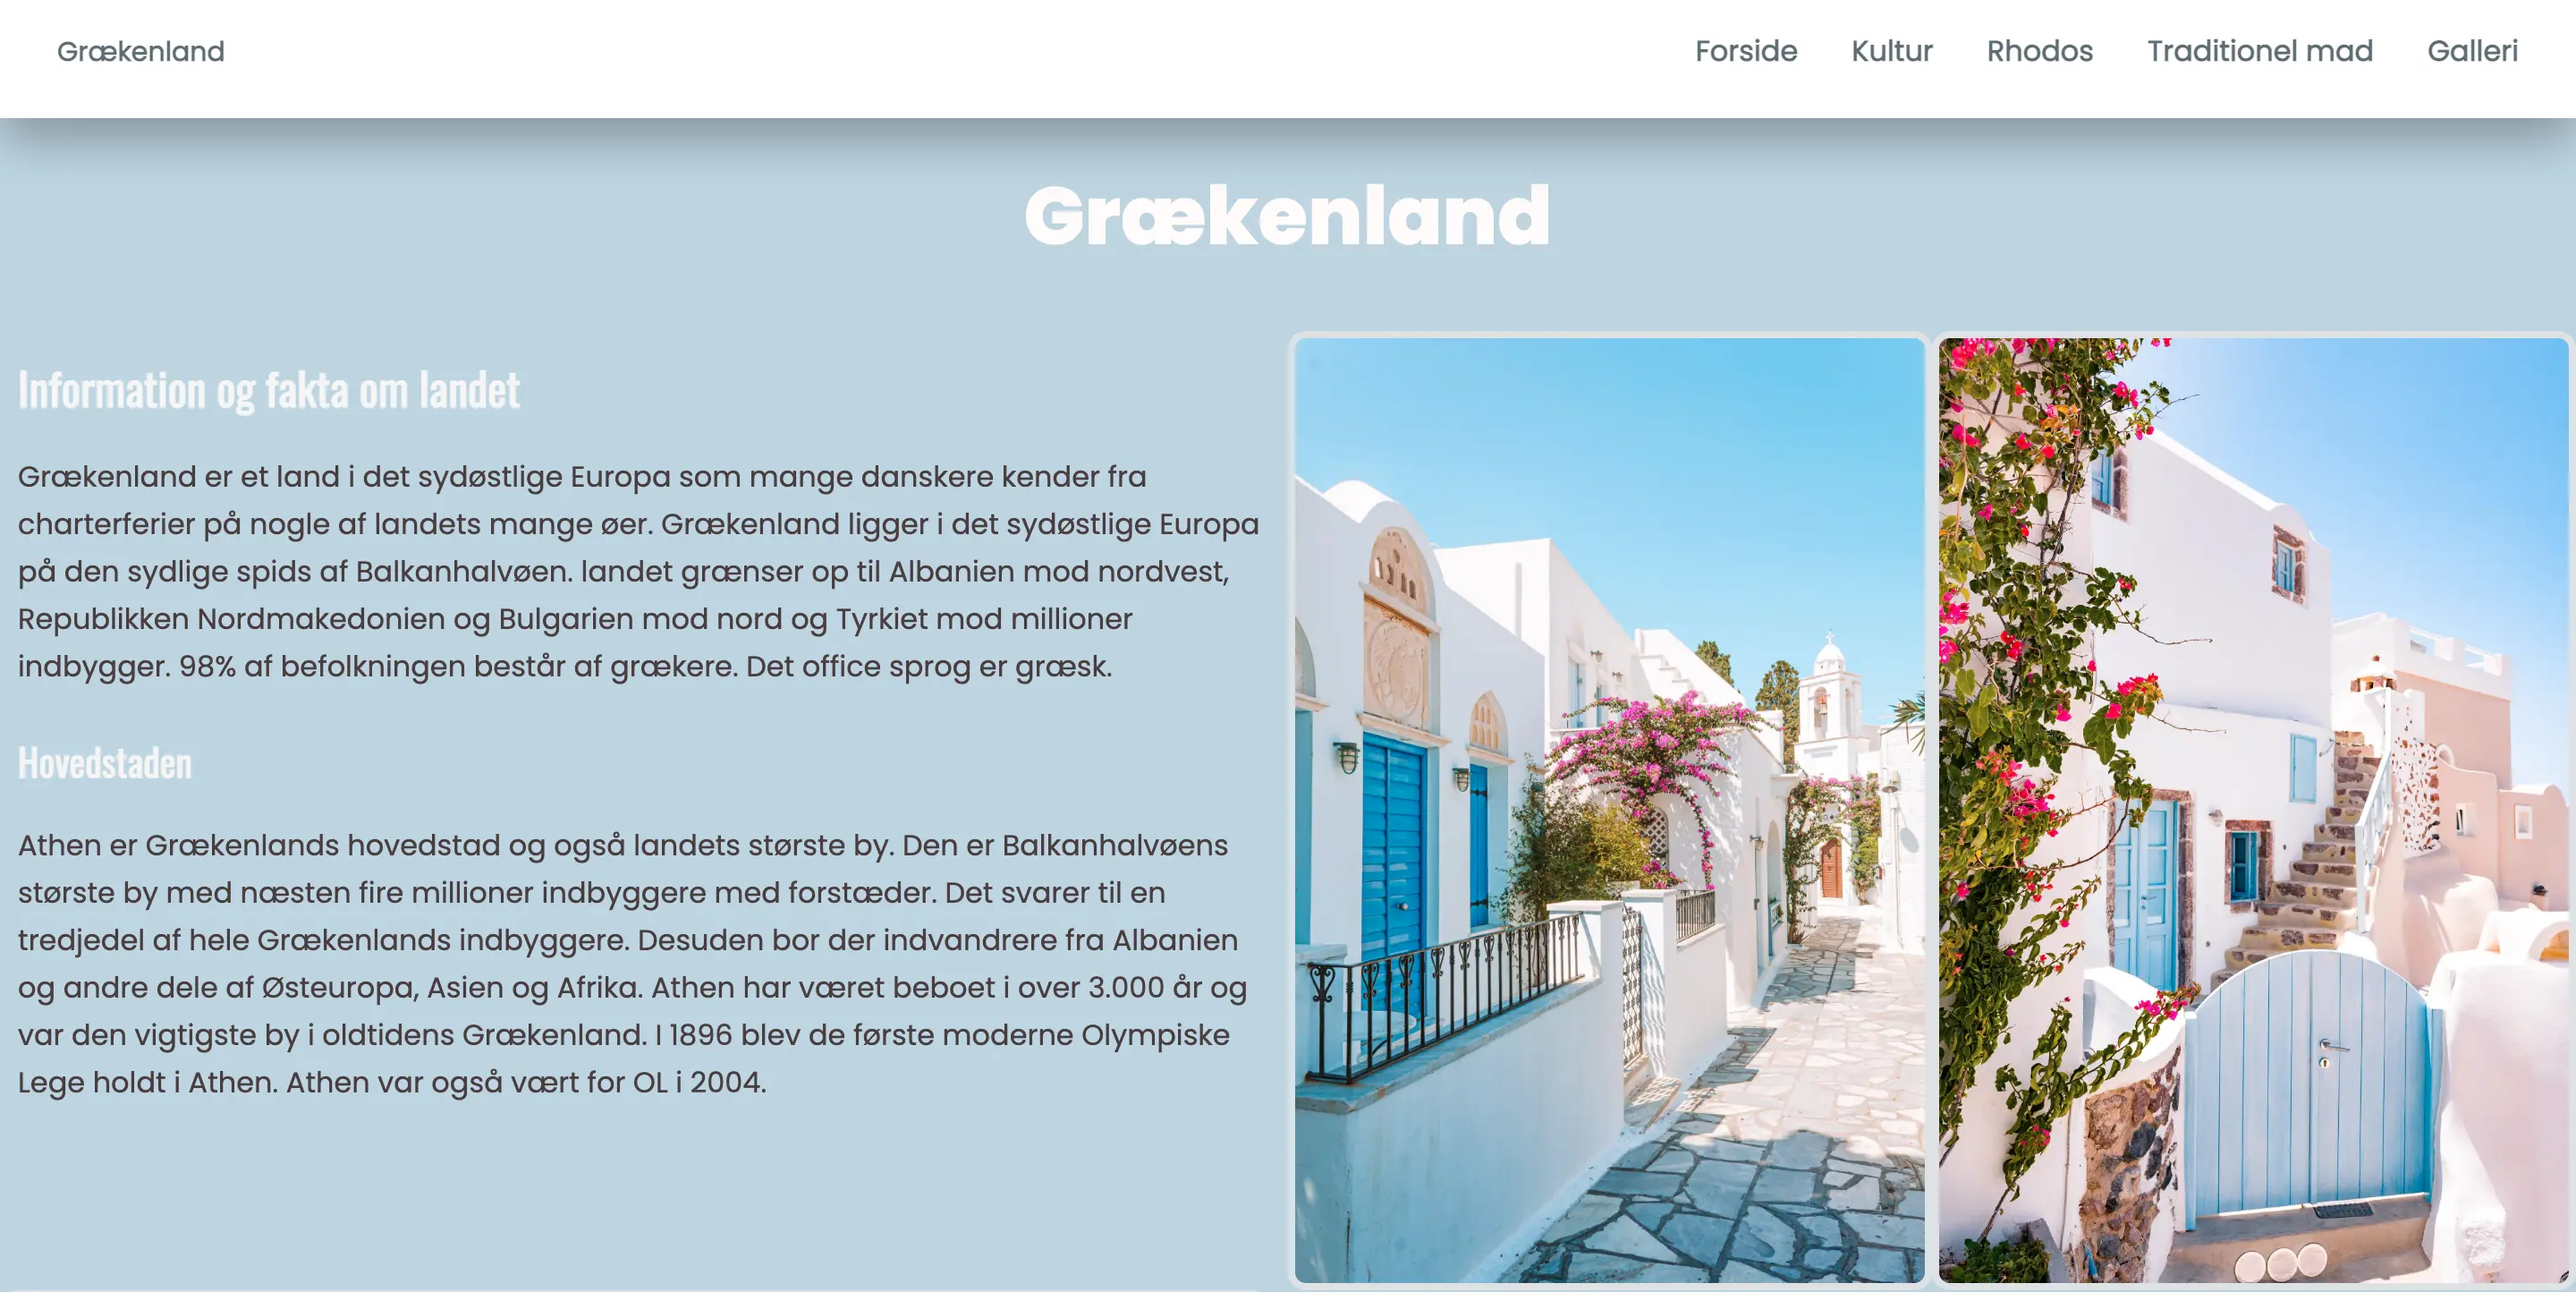 Grækenland
Forside Kultur Rhodos Traditionel mad Galleri
Grækenland
Information og fakta om landet
Grækenland er et land i det sydøstlige Europa som mange danskere kender fra
charterferier på nogle af landets mange øer. Grækenland ligger i det sydøstlige Europa
på den sydlige spids af Balkanhalvøen. landet grænser op til Albanien mod nordvest,
Republikken Nordmakedonien og Bulgarien mod nord og Tyrkiet mod millioner
indbygger. 98% af befolkningen består af grækere. Det office sprog er græsk.
Hovedstaden
Athen er Grækenlands hovedstad og også landets største by. Den er Balkanhalvøens
største by med næsten fire millioner indbyggere med forstæder. Det svarer til en
tredjedel af hele Grækenlands indbyggere. Desuden bor der indvandrere fra Albanien
og andre dele af Østeuropa, Asien og Afrika. Athen har været beboet i over 3.000 år og
var den vigtigste by i oldtidens Grækenland. I 1896 blev de første moderne Olympiske
Lege holdt i Athen. Athen var også vært for OL i 2004.